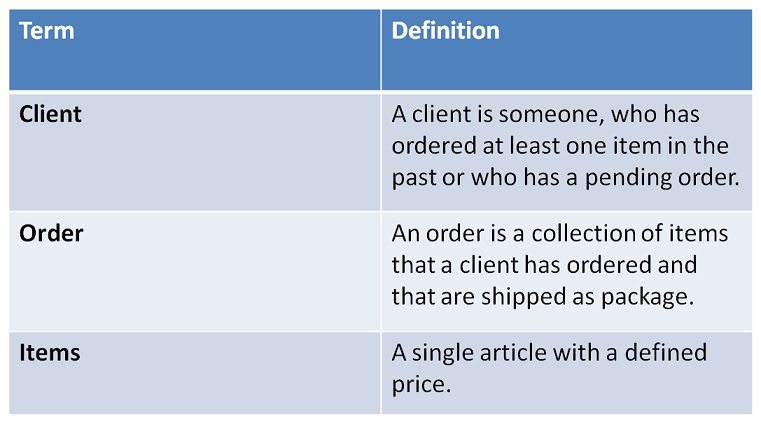 Term
Definition
Client
A client is someone, who has
ordered at least one item in the
past or who has a pending order.
Order
An order is a collection of items
that a client has ordered and
that are shipped as package.
Items
A single article with a defined
price.